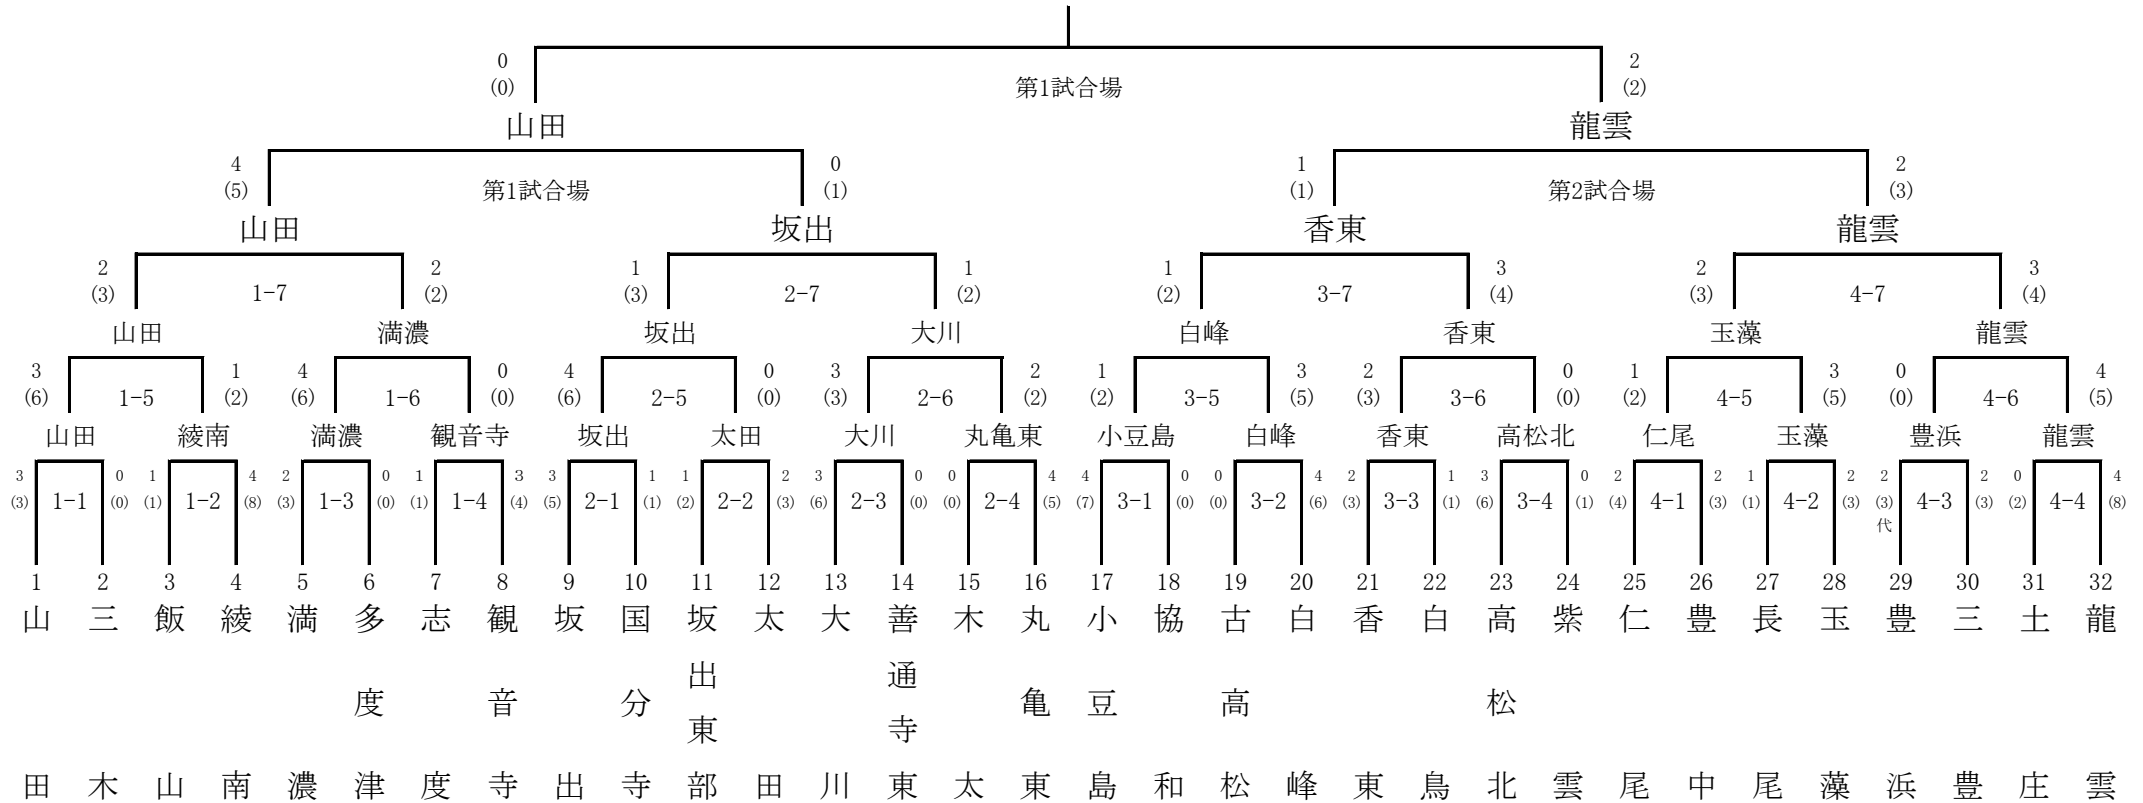 0 2
(0) 第1試合場 (2)
山田 龍雲
4 0 1 2
(5) 第1試合場 (1) (1) 第2試合場 (3)
山田 坂出 香東 龍雲
2 2 1 1 1 3 2 3
(3) 1-7 (2) (3) 2-7 (2) (2) 3-7 (4) (3) 4-7 (4)
山田 満濃 坂出 大川 白峰 香東 玉藻 龍雲
3 1 4 0 4 0 3 2 1 3 2 0 1 3 0 4
(6) 1-5 (2) (6) 1-6 (0) (6) 2-5 (0) (3) 2-6 (2) (2) 3-5 (5) (3) 3-6 (0) (2) 4-5 (5) (0) 4-6 (5)
山田 綾南 満濃 観音寺 坂出 太田 大川 丸亀東 小豆島 白峰 香東 高松北 仁尾 玉藻 豊浜 龍雲
3 0 1 4 2 0 1 3 3 1 1 2 3 0 0 4 4 0 0 4 2 1 3 0 2 2 1 2 2 2 0 4
(3) 1-1 (0) (1) 1-2 (8) (3) 1-3 (0) (1) 1-4 (4) (5) 2-1 (1) (2) 2-2 (3) (6) 2-3 (0) (0) 2-4 (5) (7) 3-1 (0) (0) 3-2 (6) (3) 3-3 (1) (6) 3-4 (1) (4) 4-1 (3) (1) 4-2 (3) (3) 4-3 (3) (2) 4-4 (8)
代
1 2 3 4 5 6 7 8 9 10 11 12 13 14 15 16 17 18 19 20 21 22 23 24 25 26 27 28 29 30 31 32
山田
三木
飯山
綾南
満濃
多度津
志度
観音寺
坂出
国分寺
坂出東部
太田
大川
善通寺東
木太
丸亀東
小豆島
協和
古高松
白峰
香東
白鳥
高松北
紫雲
仁尾
豊中
長尾
玉藻
豊浜
三豊
土庄
龍雲